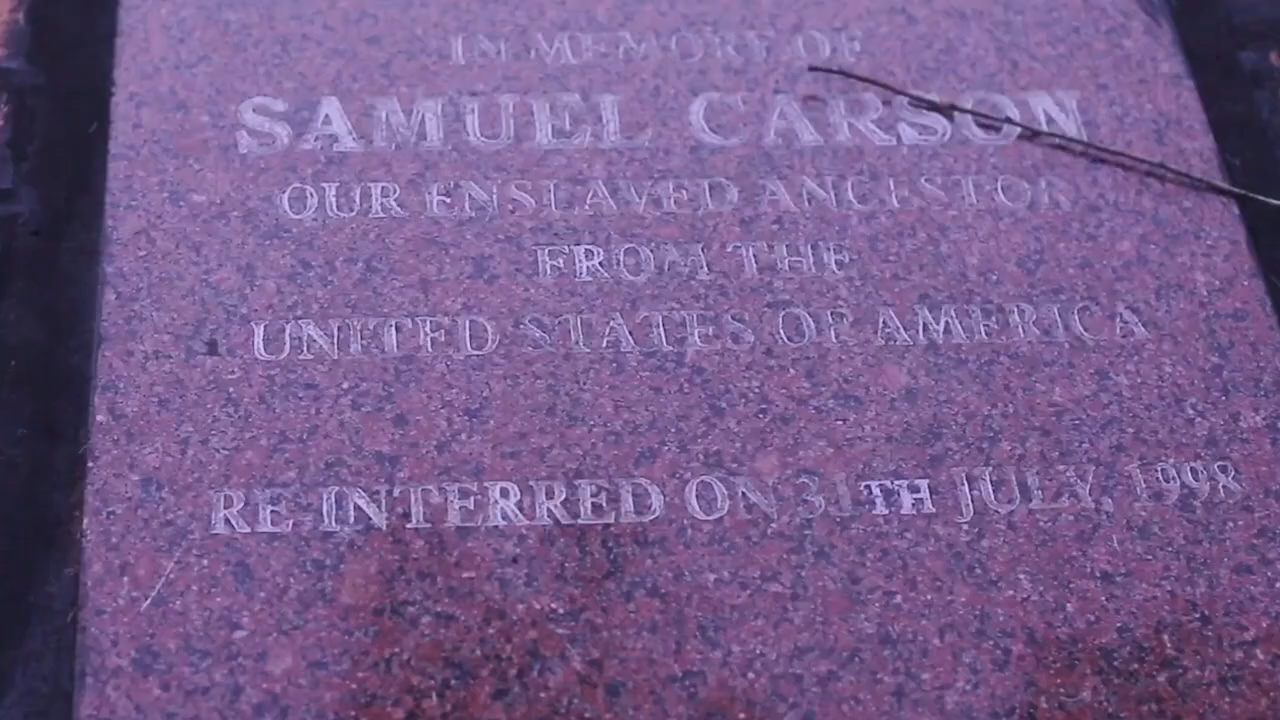 IN MEMORY OF
SAMUEL CARSON
OUR ENSLAVED ANCESTOR
FROM THE
UNITED STATES OF AMERICA
RE-INTERRED ON 31TH JULY, 1998